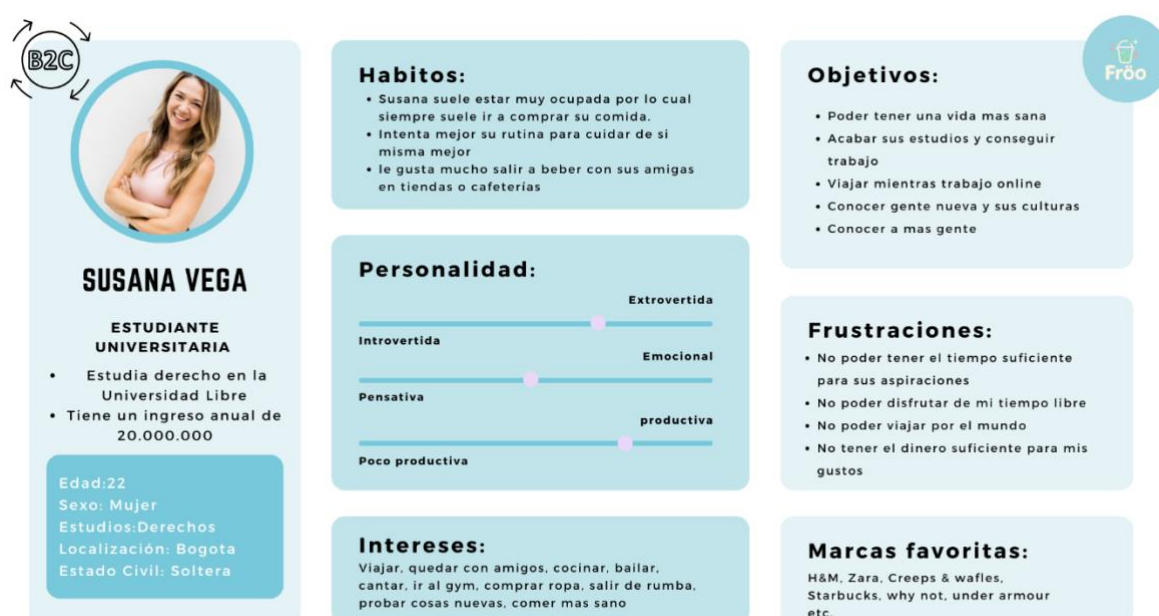 B2C
SUSANA VEGA
ESTUDIANTE
UNIVERSITARIA
• Estudia derecho en la
Universidad Libre
• Tiene un ingreso anual de
20.000.000
Edad:22
Sexo: Mujer
Estudios:Derechos
Localización: Bogota
Estado Civil: Soltera
Habitos:
• Susana suele estar muy ocupada por lo cual
siempre suele ir a comprar su comida.
• Intenta mejor su rutina para cuidar de si
misma mejor
• le gusta mucho salir a beber con sus amigas
en tiendas o cafeterías
Personalidad:
Extrovertida
Introvertida
Emocional
Pensativa
productiva
Poco productiva
Intereses:
Viajar, quedar con amigos, cocinar, bailar,
cantar, ir al gym, comprar ropa, salir de rumba,
probar cosas nuevas, comer mas sano
Fröo
Objetivos:
• Poder tener una vida mas sana
• Acabar sus estudios y conseguir
trabajo
• Viajar mientras trabajo online
• Conocer gente nueva y sus culturas
• Conocer a mas gente
Frustraciones:
• No poder tener el tiempo suficiente
para sus aspiraciones
• No poder disfrutar de mi tiempo libre
• No poder viajar por el mundo
• No tener el dinero suficiente para mis
gustos
Marcas favoritas:
H&M, Zara, Creeps & wafles,
Starbucks, why not, under armour
etc.